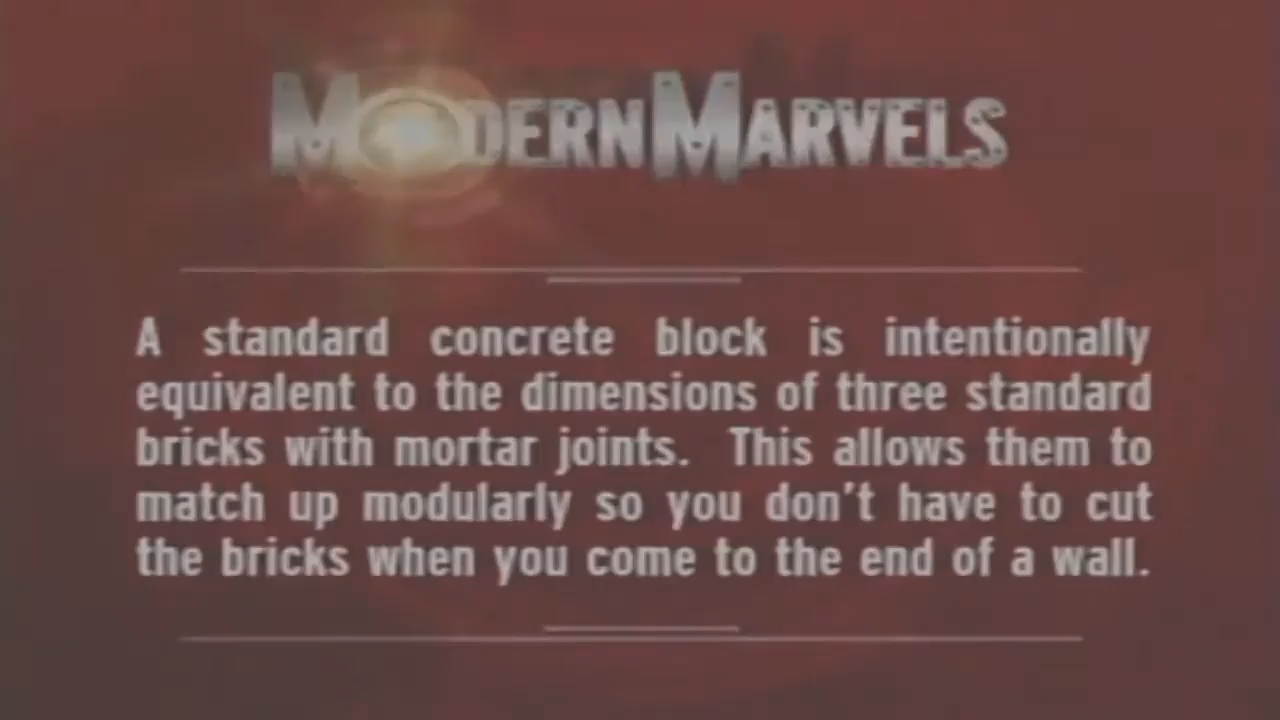 MODERN MARVELS
A standard concrete block is intentionally
equivalent to the dimensions of three standard
bricks with mortar joints. This allows them to
match up modularly so you don't have to cut
the bricks when you come to the end of a wall.